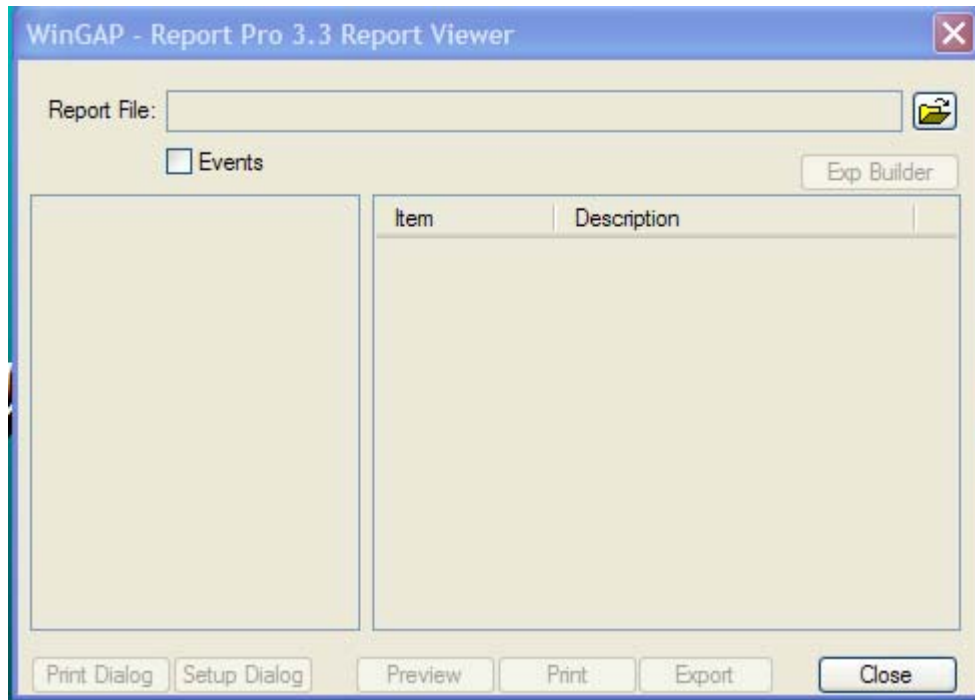 WinGAP - Report Pro 3.3 Report Viewer
Report File:
Events
Exp Builder
Item Description
Print Dialog Setup Dialog Preview Print Export Close